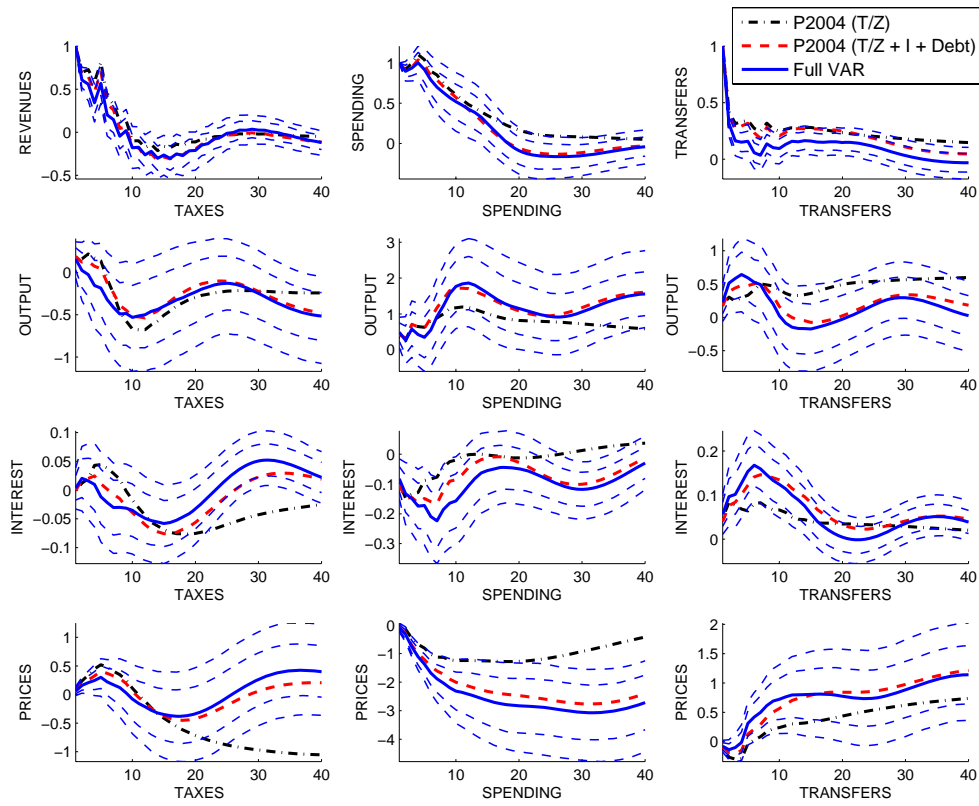 P2004 (T/Z)
P2004 (T/Z + I + Debt)
Full VAR
REVENUES
1
0.5
0
−0.5
10 20 30 40
TAXES
SPENDING
1
0.5
0
10 20 30 40
SPENDING
TRANSFERS
1
0.5
0
10 20 30 40
TRANSFERS
OUTPUT
0
−0.5
−1
10 20 30 40
TAXES
OUTPUT
3
2
1
0
10 20 30 40
SPENDING
OUTPUT
1
0.5
0
−0.5
10 20 30 40
TRANSFERS
INTEREST
0.1
0.05
0
−0.05
−0.1
10 20 30 40
TAXES
INTEREST
0
−0.1
−0.2
−0.3
10 20 30 40
SPENDING
INTEREST
0.2
0.1
0
10 20 30 40
TRANSFERS
PRICES
1
0.5
0
−0.5
−1
10 20 30 40
TAXES
PRICES
0
−1
−2
−3
−4
10 20 30 40
SPENDING
PRICES
2
1.5
1
0.5
0
10 20 30 40
TRANSFERS